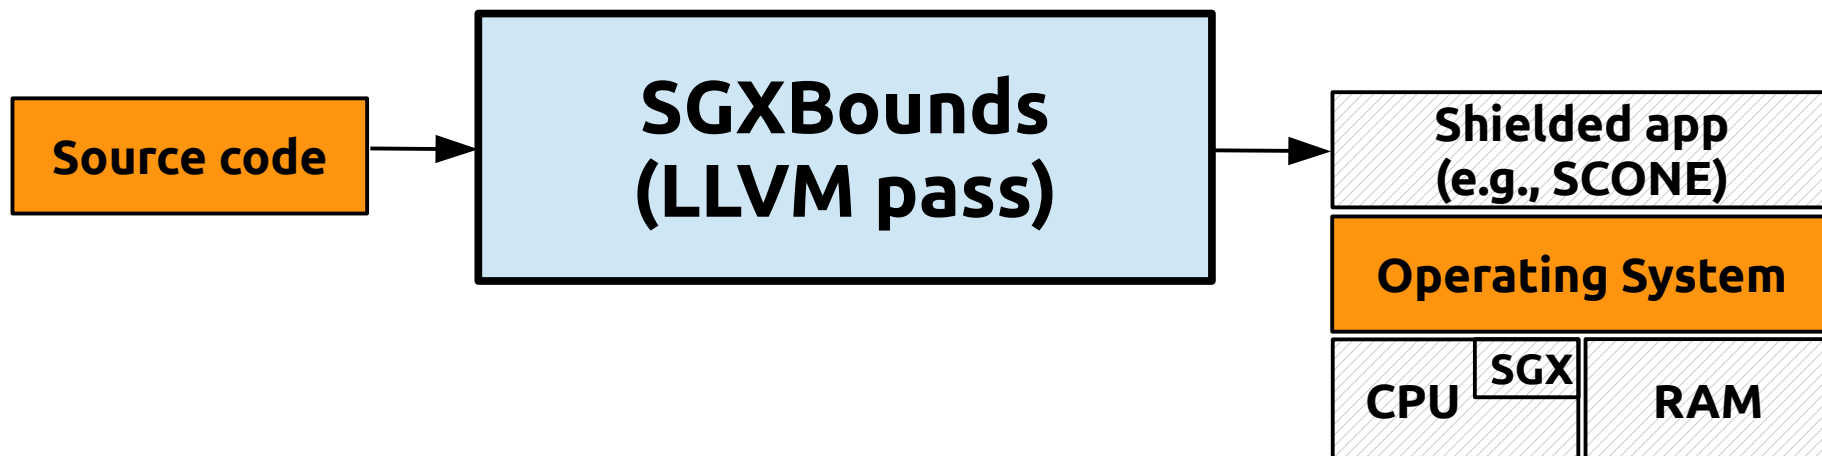 Source code
SGXBounds
(LLVM pass)
Shielded app
(e.g., SCONE)
Operating System
CPU
SGX
RAM